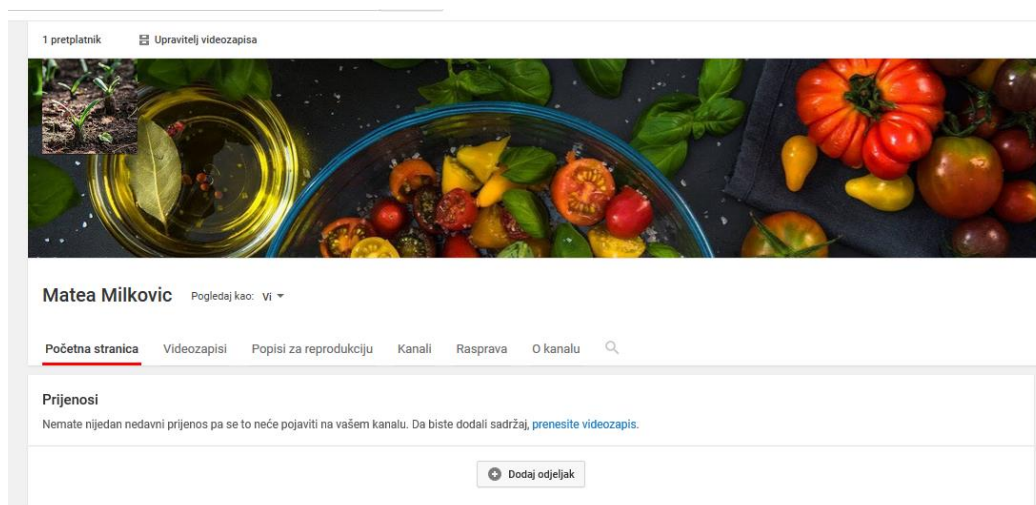 1 pretplatnik Upravitelj videozapisa
Matea Milkovic Pogledaj kao: Vi
Početna stranica Videozapisi Popisi za reprodukciju Kanali Rasprava O kanalu
Prijenosi
Nemate nijedan nedavni prijenos pa se to neće pojaviti na vašem kanalu. Da biste dodali sadržaj, prenesite videozapis.
Dodaj odjeljak